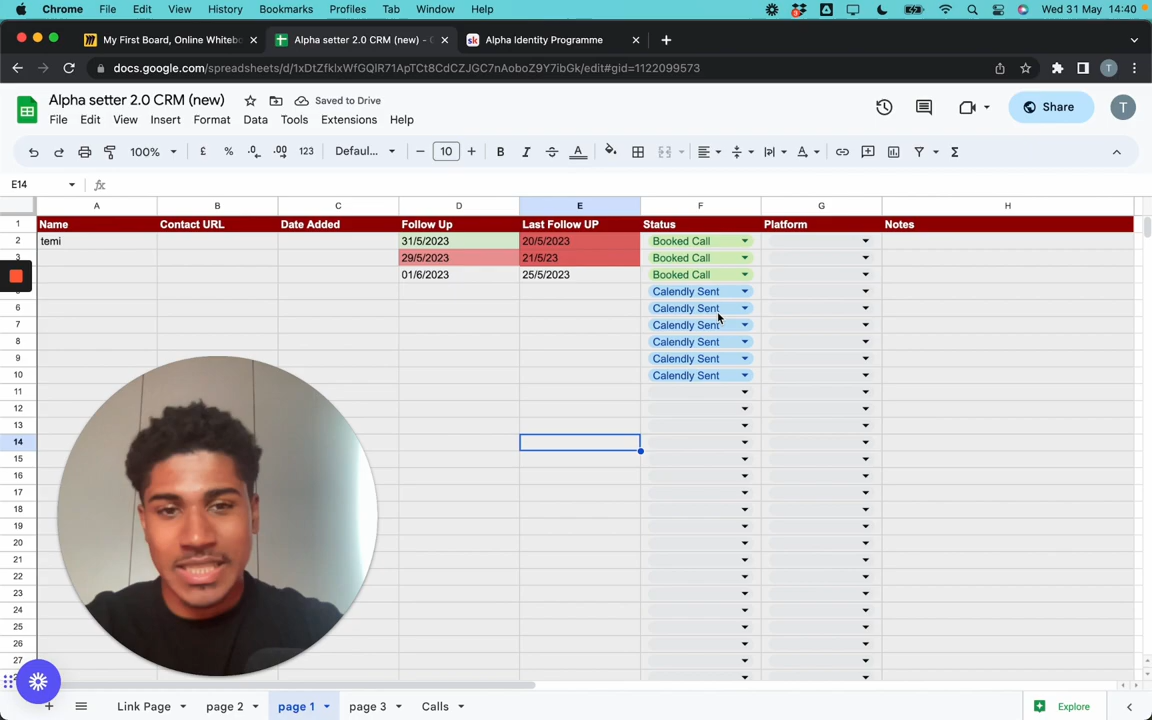 Chrome File Edit View History Bookmarks Profiles Tab Window Help Wed 31 May 14:40
My First Board, Online Whitebo Alpha setter 2.0 CRM (new) - Alpha Identity Programme
docs.google.com/spreadsheets/d/1xDtZfklxWfGQIR71ApTCt8CdCZJGC7nAoboZ9Y7ibGk/edit#gid=1122099573
Alpha setter 2.0 CRM (new) Saved to Drive
File Edit View Insert Format Data Tools Extensions Help Share T
100% £ % .0 .00 123 Defaul... − 10 + B I S A
E14 fx
A B C D E F G H
1 Name Contact URL Date Added Follow Up Last Follow UP Status Platform Notes
2 temi 31/5/2023 20/5/2023 Booked Call
3 29/5/2023 21/5/23 Booked Call
01/6/2023 25/5/2023 Booked Call
Calendly Sent
6 Calendly Sent
7 Calendly Sent
8 Calendly Sent
9 Calendly Sent
10 Calendly Sent
11
12
13
14
15
16
17
18
19
20
21
22
23
24
25
26
27
Link Page page 2 page 1 page 3 Calls Explore